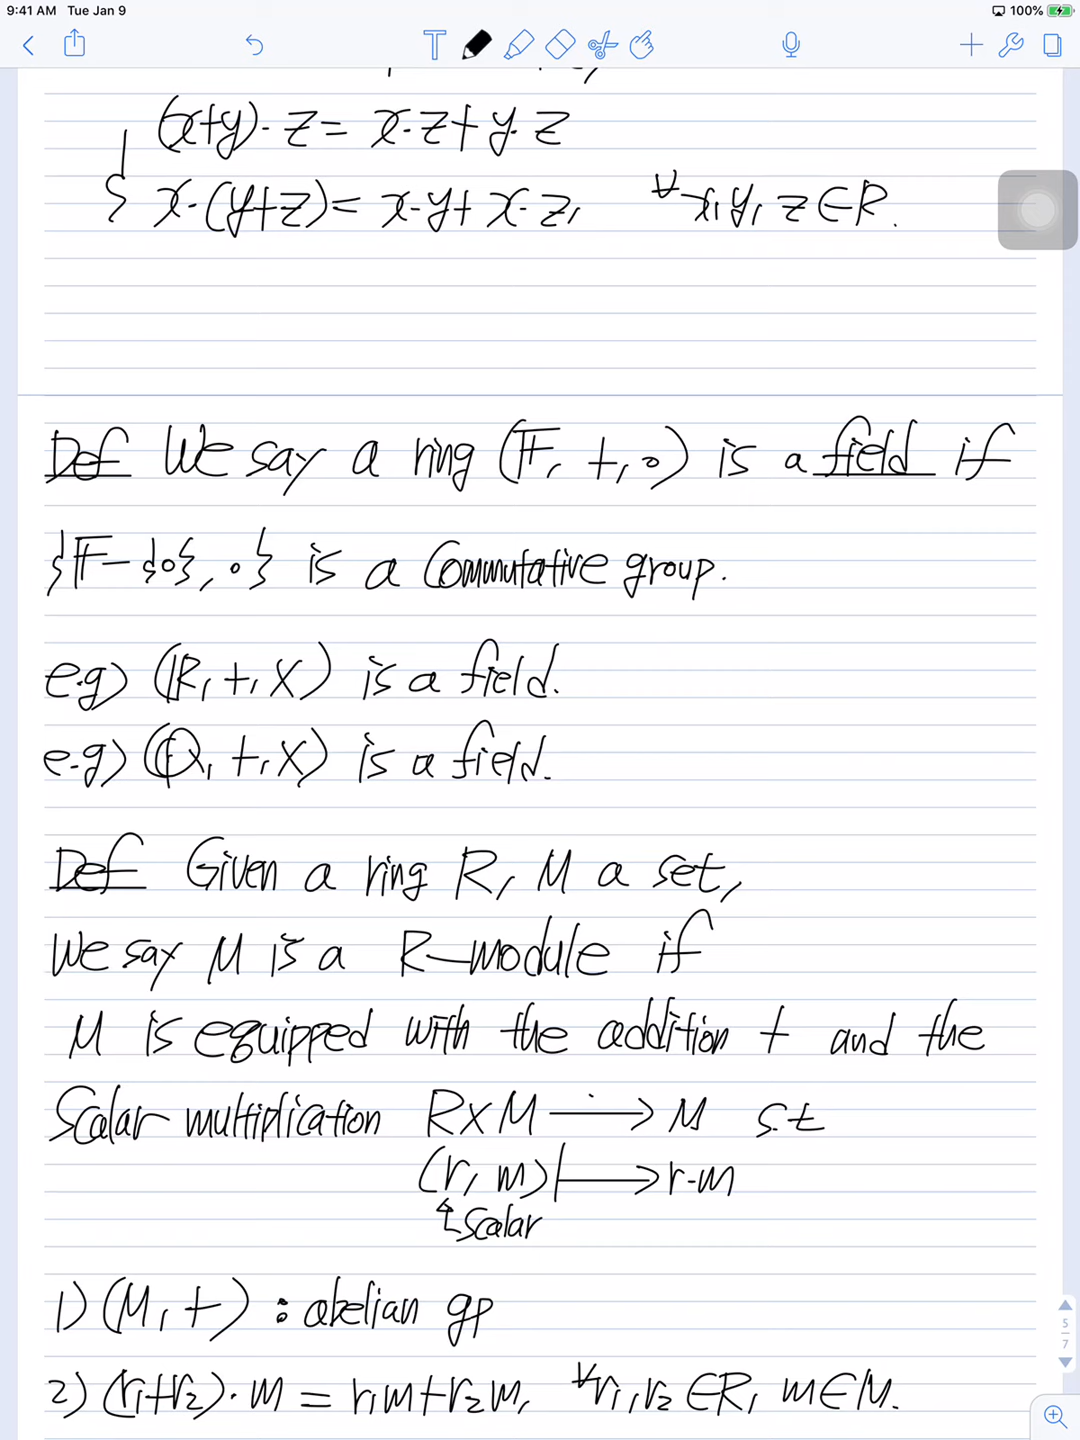 9:41 AM Tue Jan 9
100%
(x+y)·z = x·z+y·z
x·(y+z) = x·y+x·z, ∀x,y,z∈R.
Def We say a ring (𝔽, +, ∘) is a field if
{𝔽-{0}, ∘} is a commutative group.
e.g) (ℝ, +, ×) is a field.
e.g) (ℚ, +, ×) is a field.
Def Given a ring R, M a set,
We say M is a R-module if
M is equipped with the addition + and the
Scalar multiplication R×M ⟶ M s.t
(r, m) ⟼ r·m
↑scalar
1) (M, +) : abelian gp
2) (r₁+r₂)·m = r₁m+r₂m, ∀r₁,r₂∈R, m∈M.
5
7